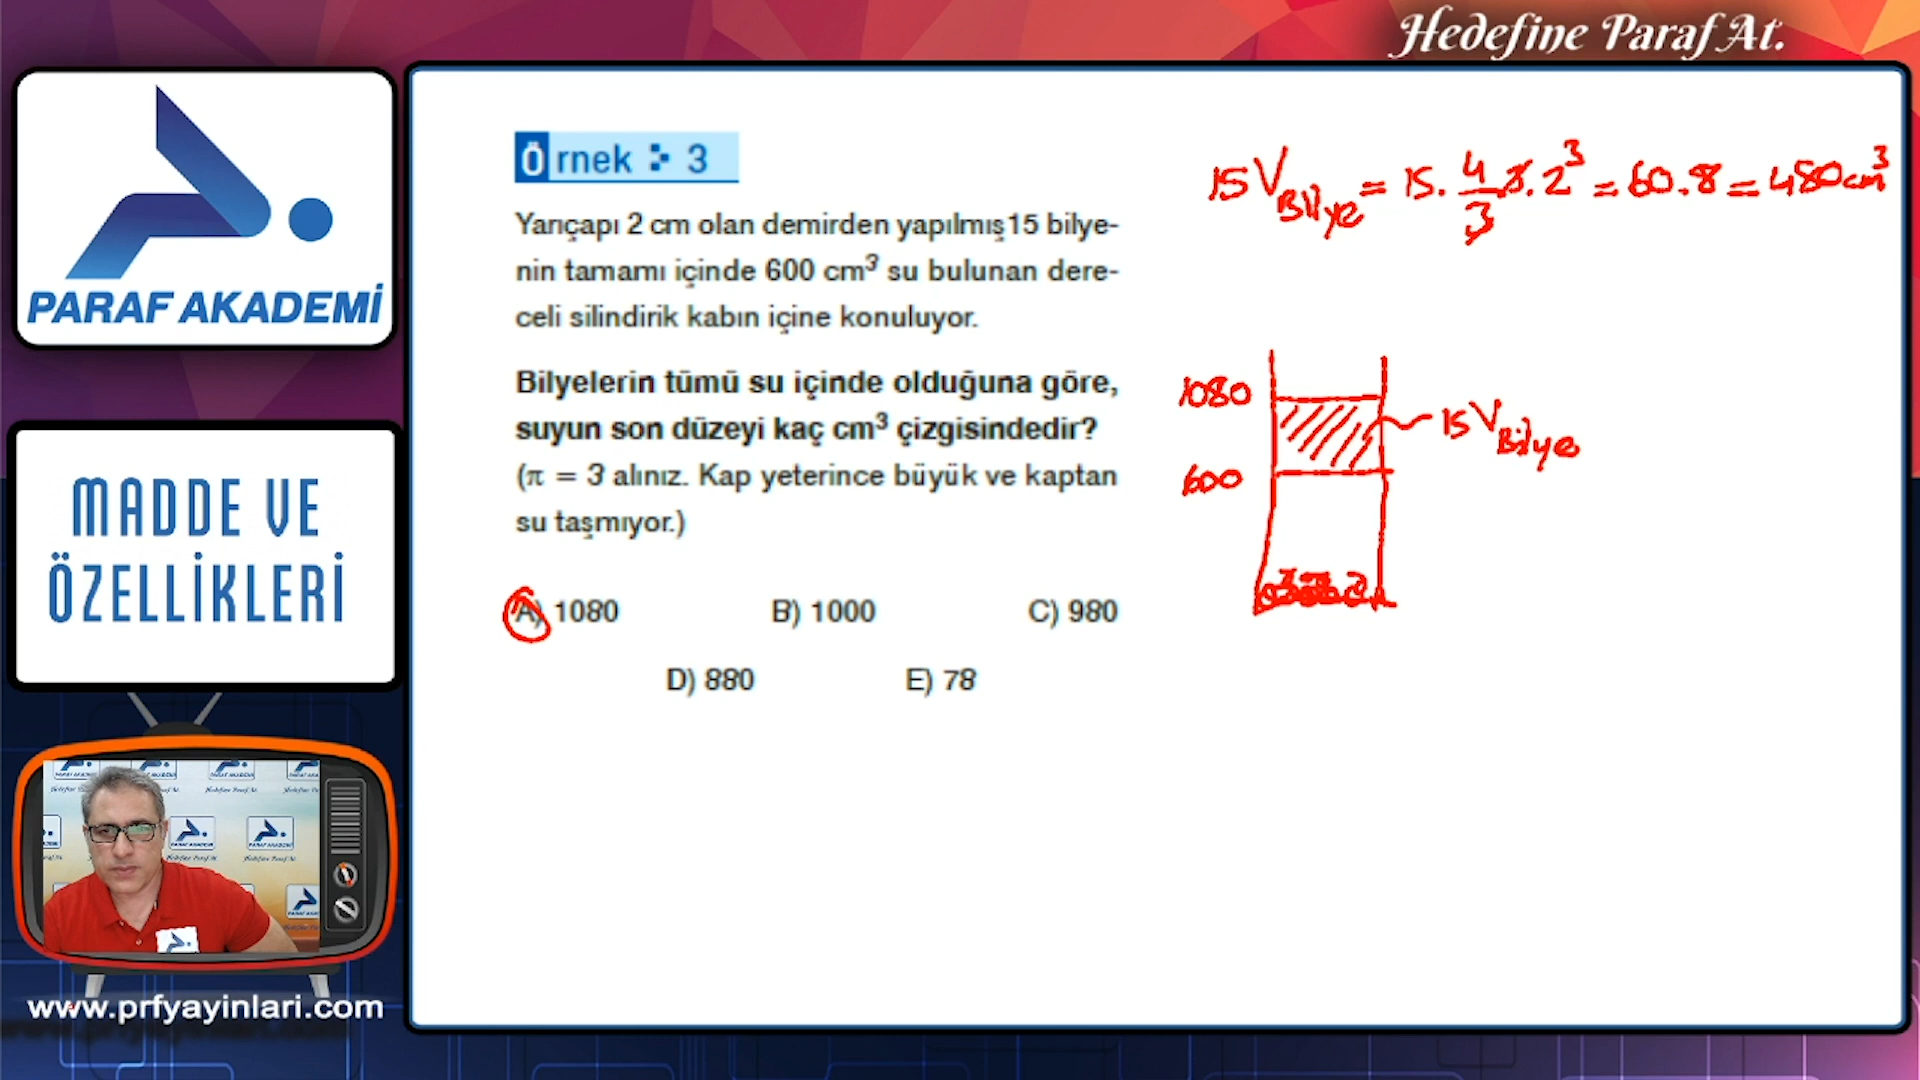 Hedefine Paraf At.
PARAF AKADEMİ
MADDE VE
ÖZELLİKLERİ
www.prfyayinlari.com
Örnek 3
Yarıçapı 2 cm olan demirden yapılmış 15 bilye-
nin tamamı içinde 600 cm³ su bulunan dere-
celi silindirik kabın içine konuluyor.
Bilyelerin tümü su içinde olduğuna göre,
suyun son düzeyi kaç cm³ çizgisindedir?
(π = 3 alınız. Kap yeterince büyük ve kaptan
su taşmıyor.)
A) 1080 B) 1000 C) 980
D) 880 E) 78
15 V Bilye = 15 . 4/3 3 . 2³ = 60 . 8 = 480 cm³
1080
15 V Bilye
600